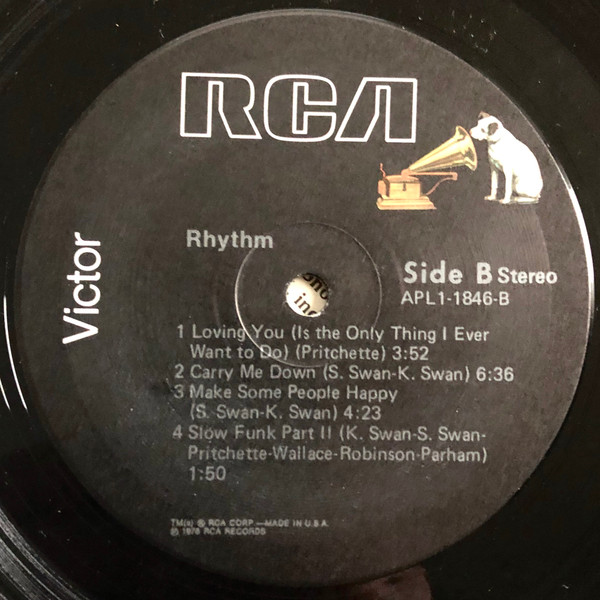 RCA
Victor
Rhythm
Side B Stereo
APL1-1846-B
1 Loving You (Is the Only Thing I Ever
Want to Do) (Pritchette) 3:52
2 Carry Me Down (S. Swan-K. Swan) 6:36
3 Make Some People Happy
(S. Swan-K. Swan) 4:23
4 Slow Funk Part II (K. Swan-S. Swan-
Pritchette-Wallace-Robinson-Parham)
1:50
TM(s) ® RCA CORP.—MADE IN U.S.A.
℗ 1976 RCA RECORDS